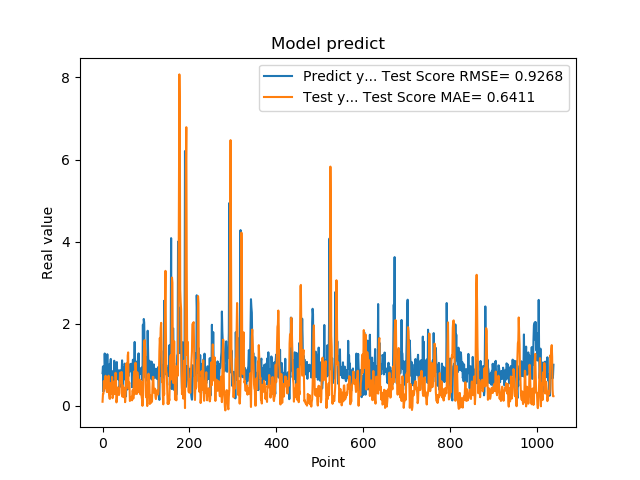 Model predict
Predict y... Test Score RMSE= 0.9268
Test y... Test Score MAE= 0.6411
Real value
8
6
4
2
0
0 200 400 600 800 1000
Point